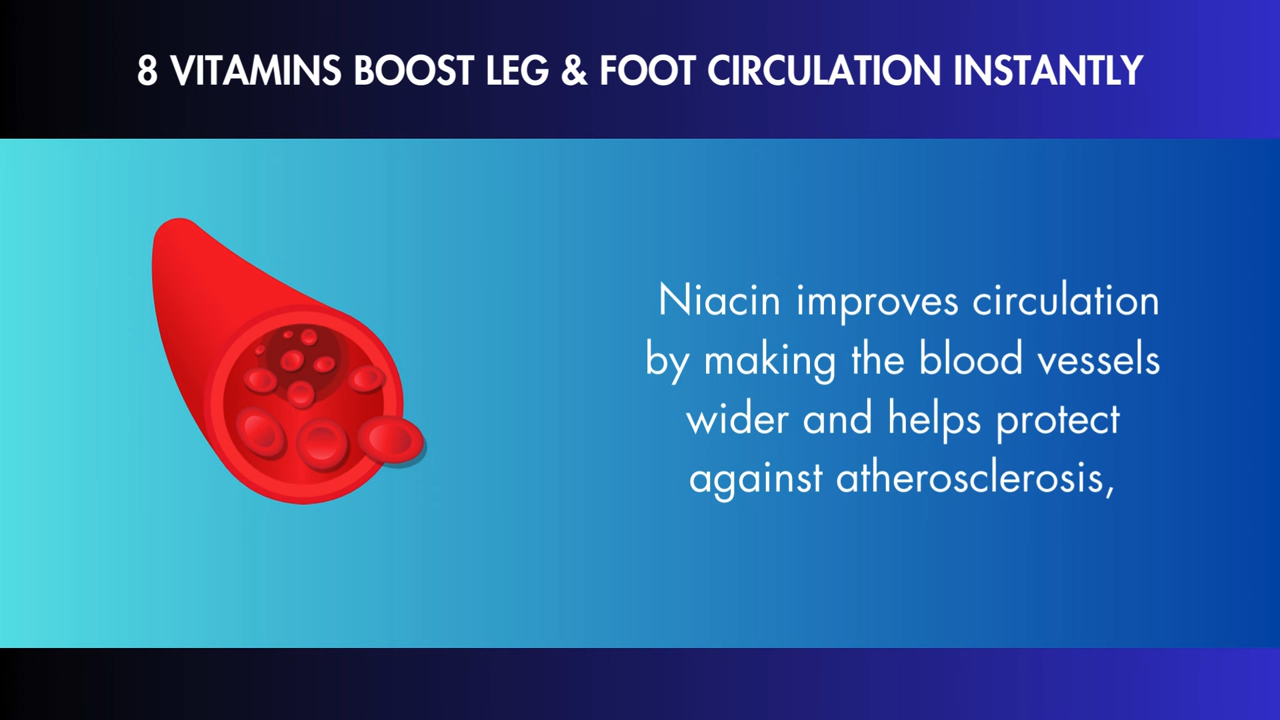 8 VITAMINS BOOST LEG & FOOT CIRCULATION INSTANTLY
Niacin improves circulation
by making the blood vessels
wider and helps protect
against atherosclerosis,